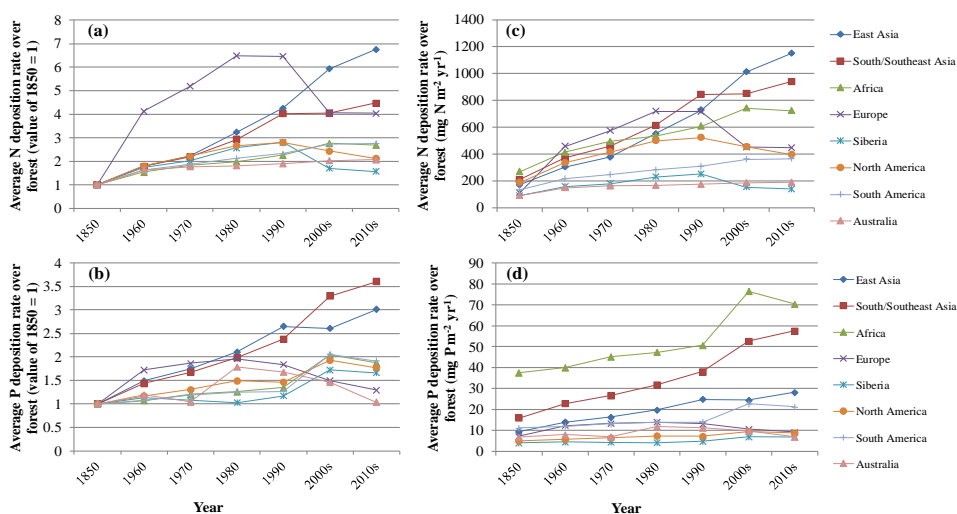 (a)
Average N deposition rate over
forest (value of 1850 = 1)
8
7
6
5
4
3
2
1
0
1850
1960
1970
1980
1990
2000s
2010s
(c)
Average N deposition rate over
forest (mg N m-2 yr-1)
1400
1200
1000
800
600
400
200
0
1850
1960
1970
1980
1990
2000s
2010s
East Asia
South/Southeast Asia
Africa
Europe
Siberia
North America
South America
Australia
(b)
Average P deposition rate over
forest (value of 1850 = 1)
4
3.5
3
2.5
2
1.5
1
0.5
0
1850
1960
1970
1980
1990
2000s
2010s
Year
(d)
Average P deposition rate over
forest (mg P m-2 yr-1)
90
80
70
60
50
40
30
20
10
0
1850
1960
1970
1980
1990
2000s
2010s
Year
East Asia
South/Southeast Asia
Africa
Europe
Siberia
North America
South America
Australia